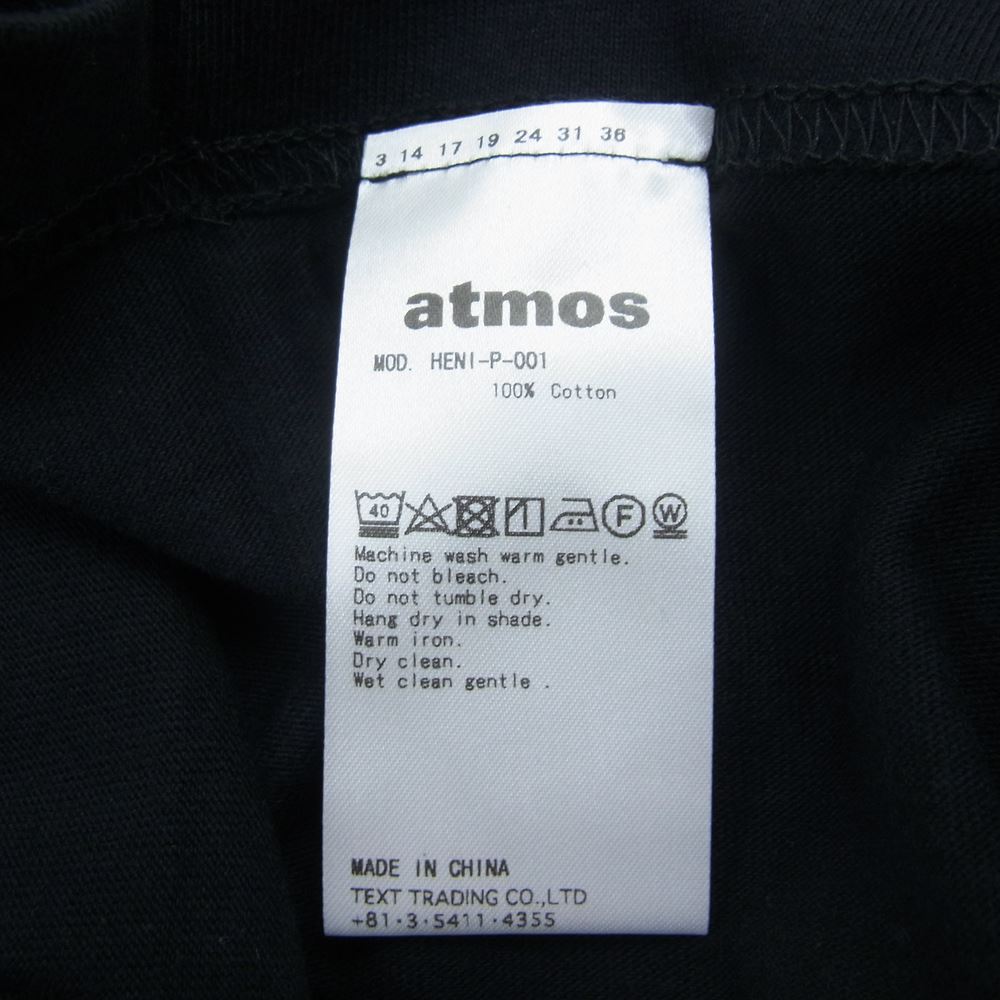 3 14 17 19 24 31 36
atmos
MOD. HENI-P-001
100% Cotton
40 F W
Machine wash warm gentle.
Do not bleach.
Do not tumble dry.
Hang dry in shade.
Warm iron.
Dry clean.
Wet clean gentle .
MADE IN CHINA
TEXT TRADING CO.,LTD
+81·3·5411·4355